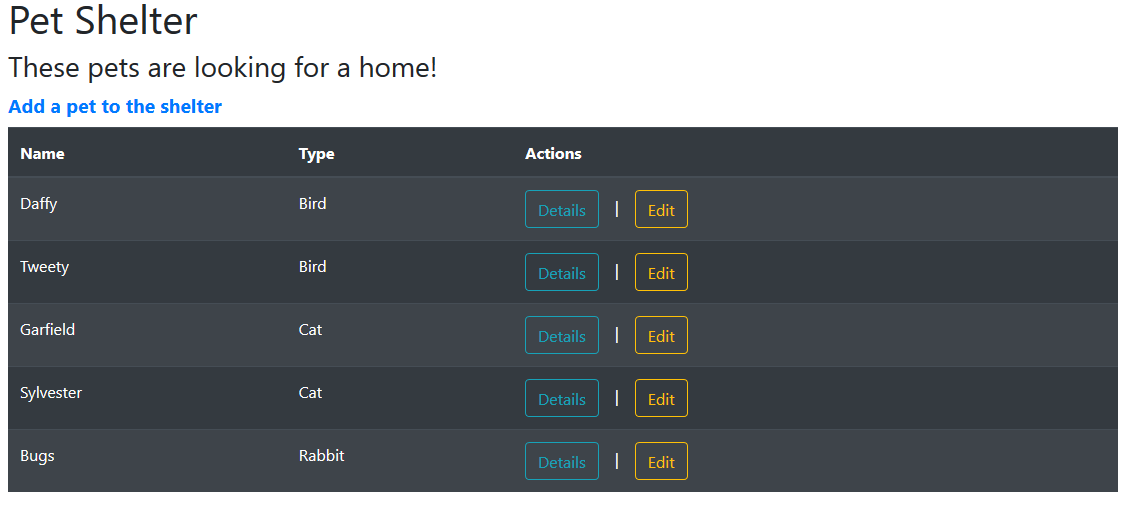 Pet Shelter
These pets are looking for a home!
Add a pet to the shelter
Name Type Actions
Daffy Bird Details | Edit
Tweety Bird Details | Edit
Garfield Cat Details | Edit
Sylvester Cat Details | Edit
Bugs Rabbit Details | Edit